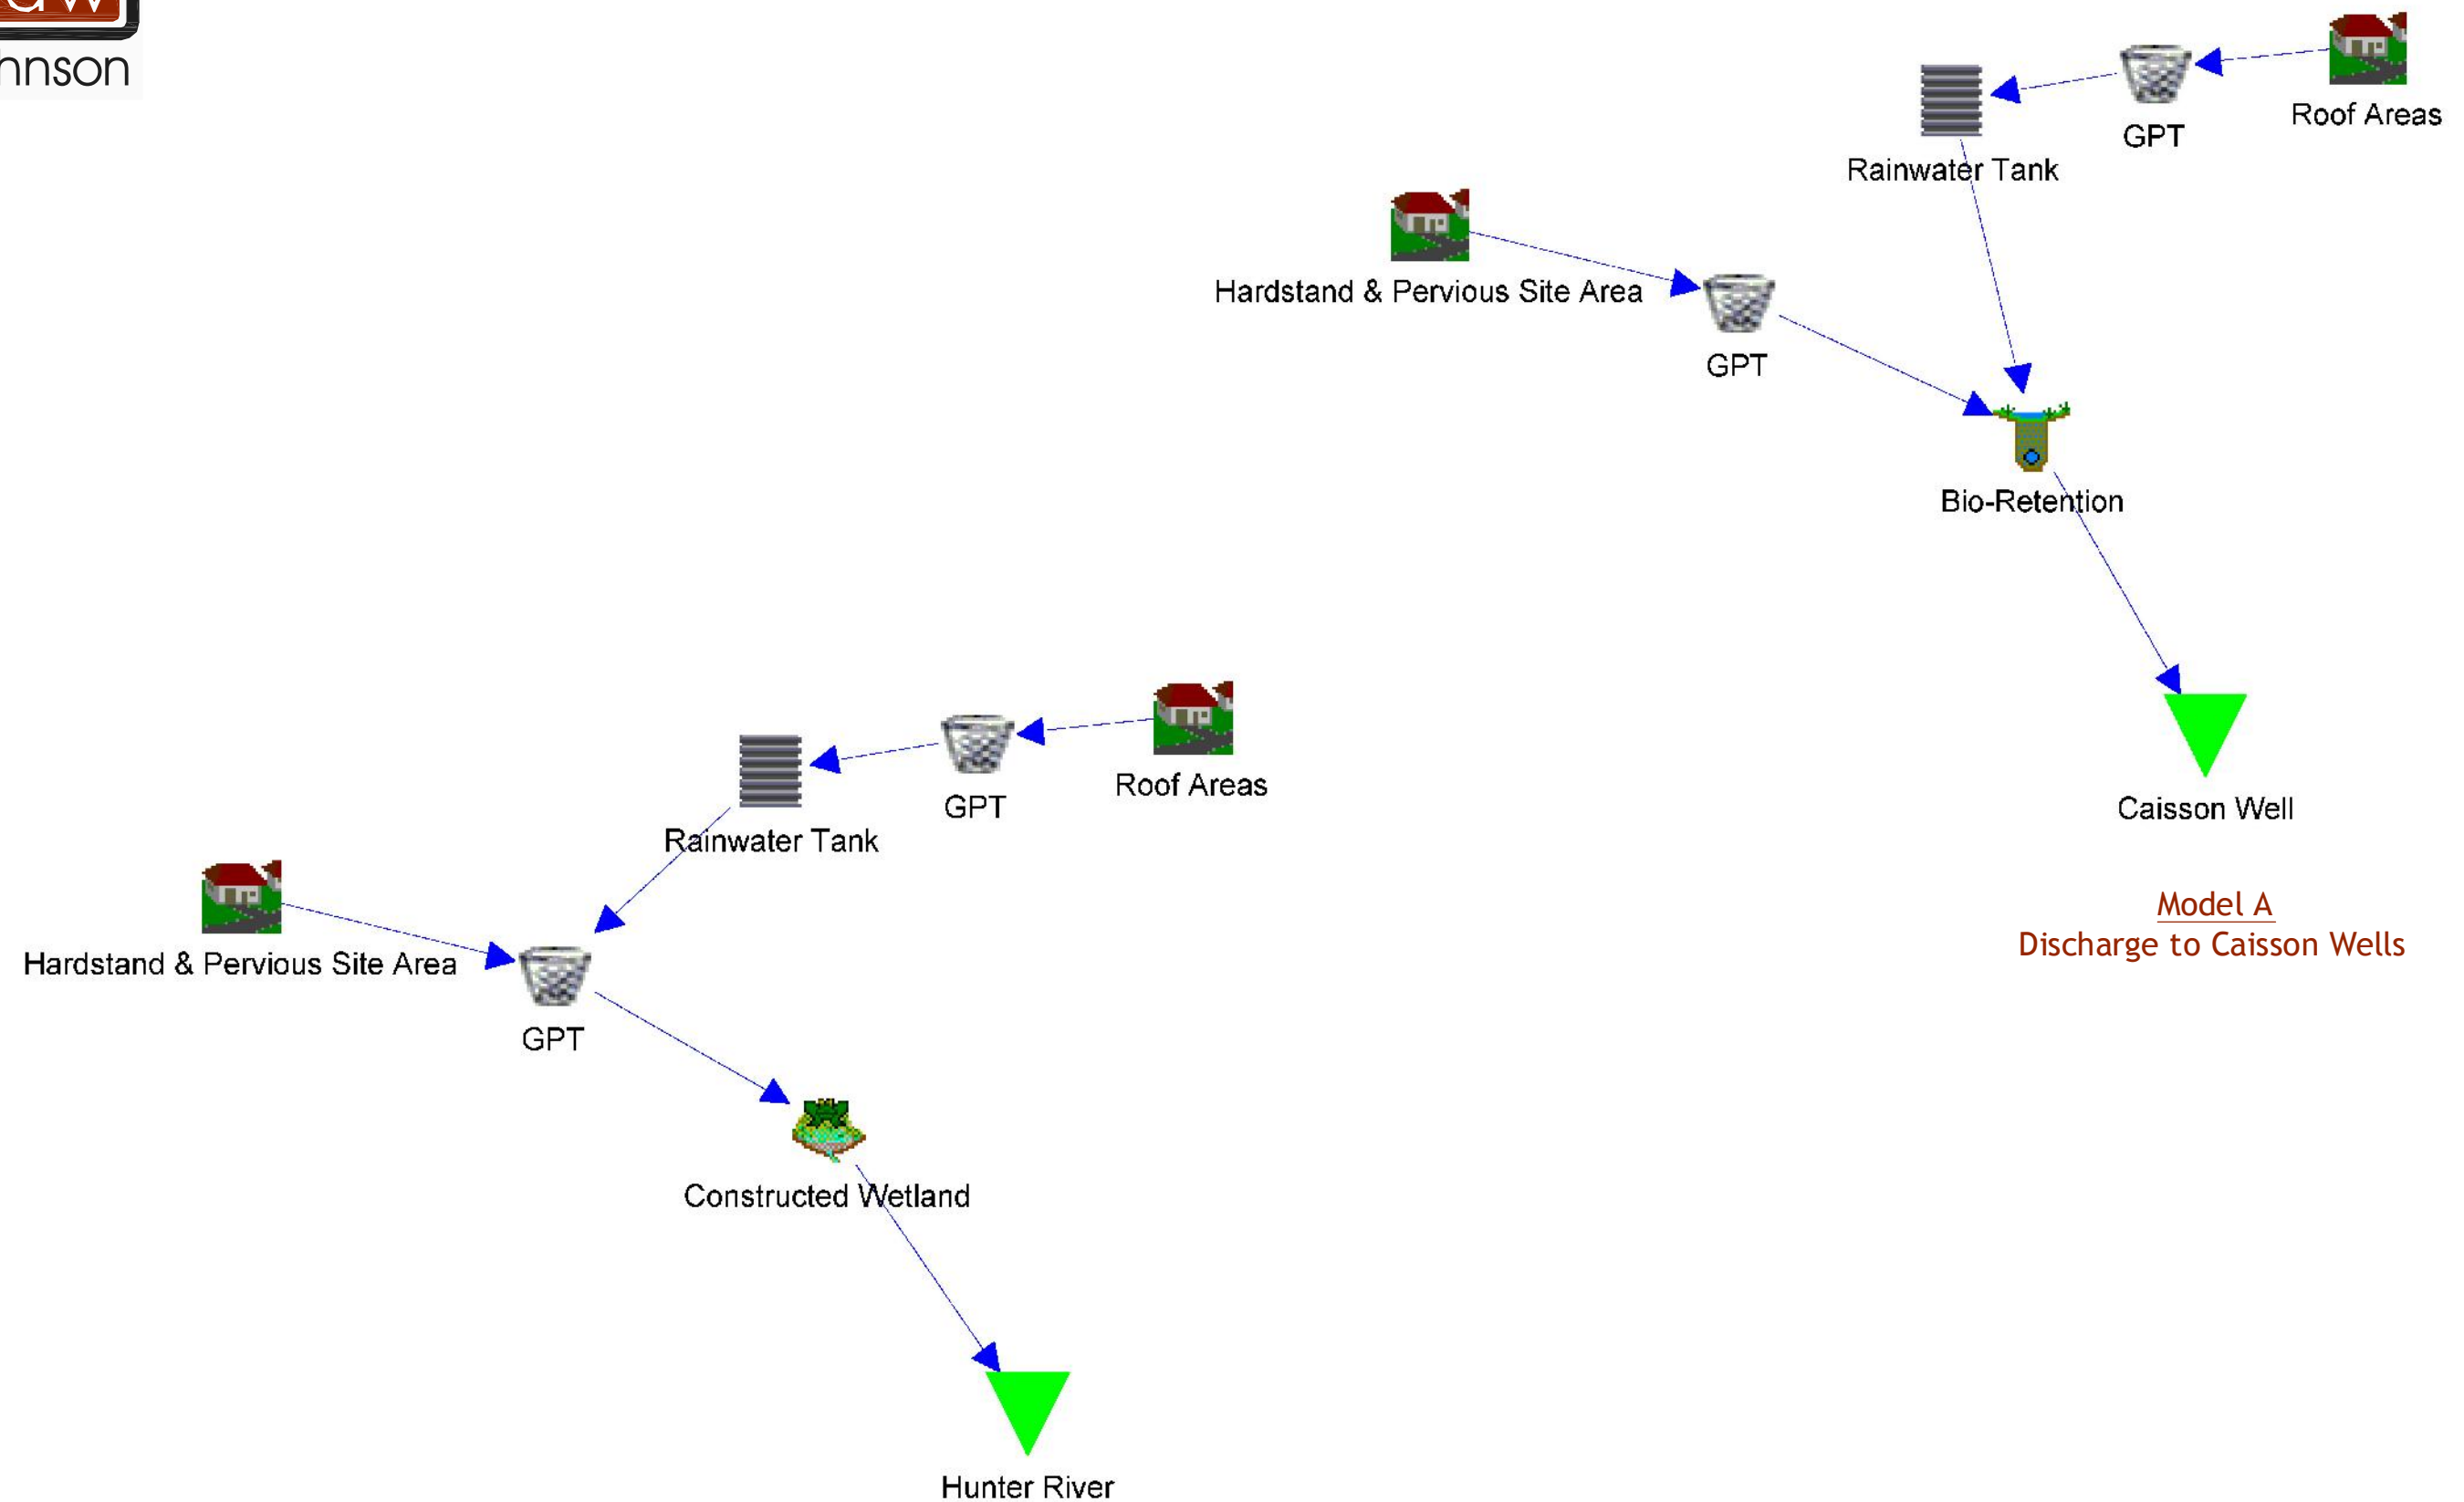 Roof Areas
GPT
Rainwater Tank
Hardstand & Pervious Site Area
GPT
Bio-Retention
Caisson Well
Model A
Discharge to Caisson Wells
Roof Areas
GPT
Rainwater Tank
Hardstand & Pervious Site Area
GPT
Constructed Wetland
Hunter River